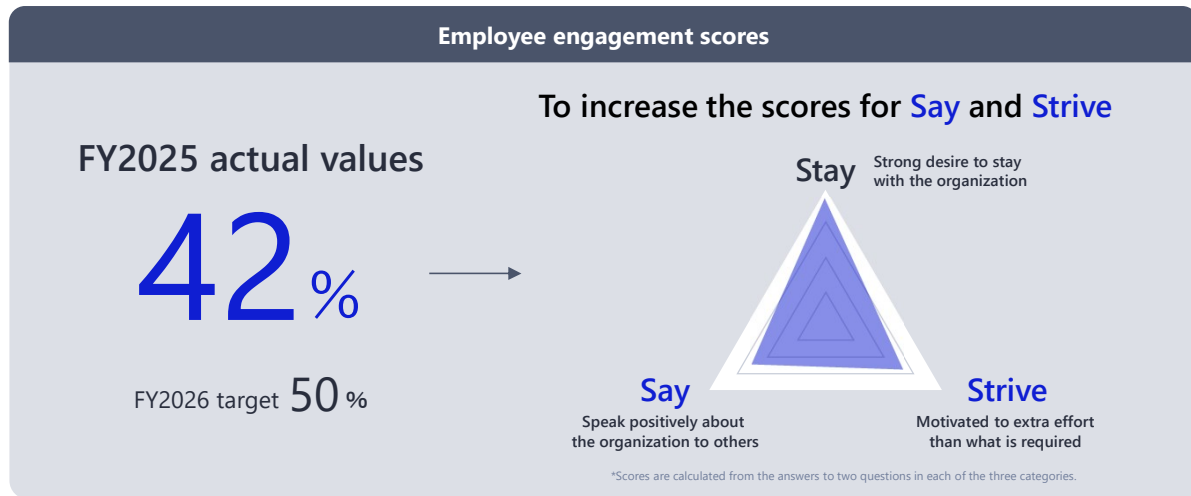 Employee engagement scores
To increase the scores for Say and Strive
FY2025 actual values
42%
FY2026 target 50%
Stay
Strong desire to stay
with the organization
Say
Speak positively about
the organization to others
Strive
Motivated to extra effort
than what is required
*Scores are calculated from the answers to two questions in each of the three categories.